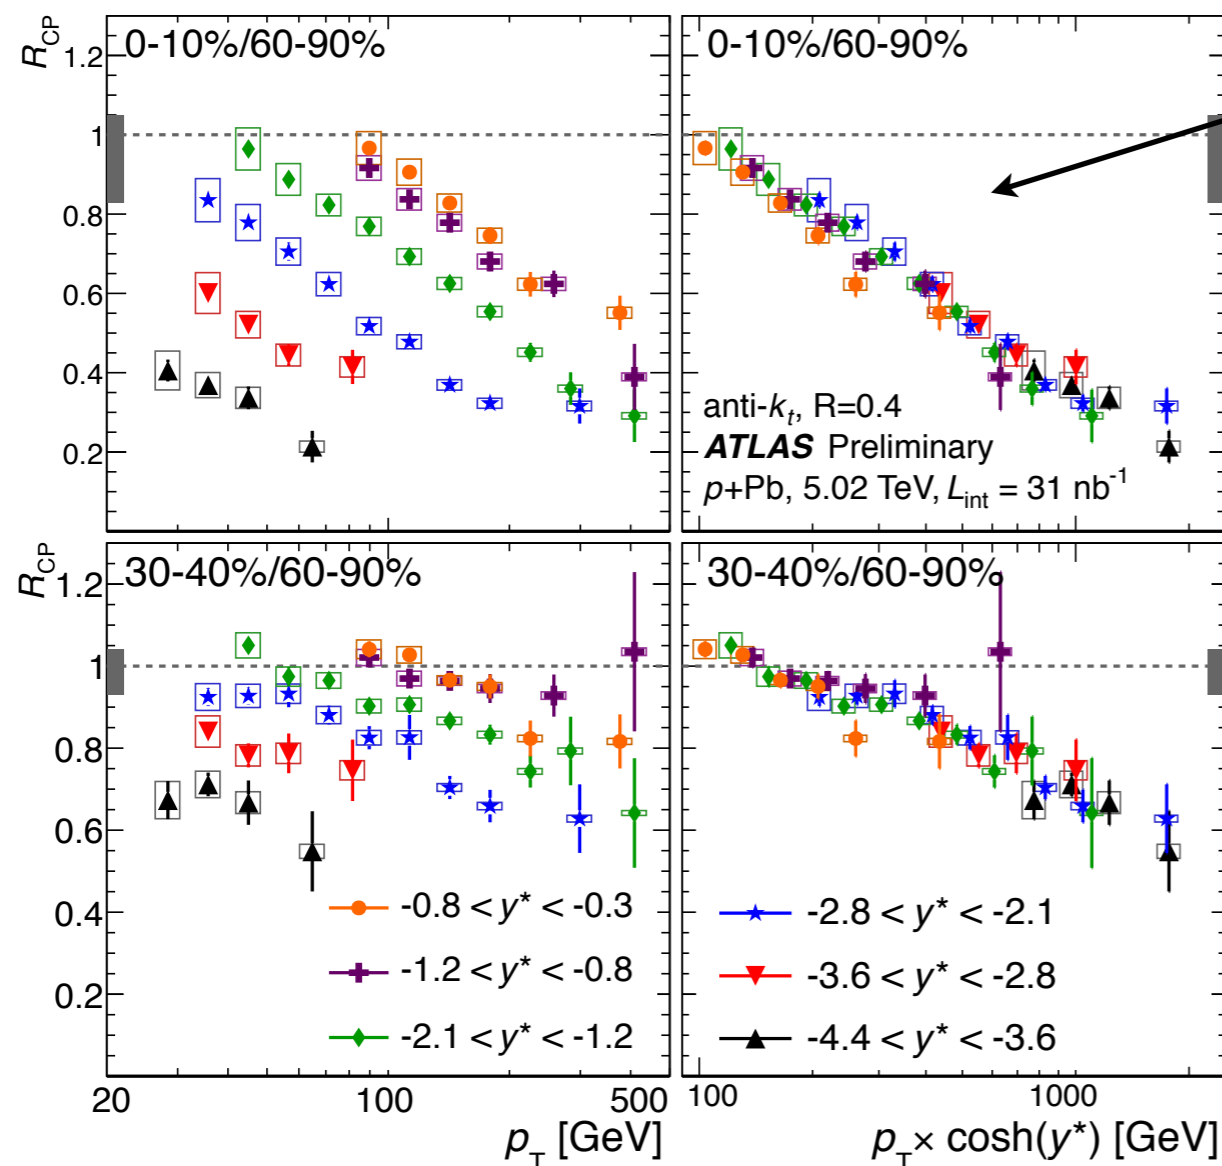 R_CP
1.2
1
0.8
0.6
0.4
0.2
0-10%/60-90%
0-10%/60-90%
anti-k_t, R=0.4
ATLAS Preliminary
p+Pb, 5.02 TeV, L_int = 31 nb^-1
R_CP
1.2
1
0.8
0.6
0.4
0.2
30-40%/60-90%
30-40%/60-90%
-0.8 < y* < -0.3
-1.2 < y* < -0.8
-2.1 < y* < -1.2
-2.8 < y* < -2.1
-3.6 < y* < -2.8
-4.4 < y* < -3.6
20 100 500
p_T [GeV]
100 1000
p_T × cosh(y*) [GeV]